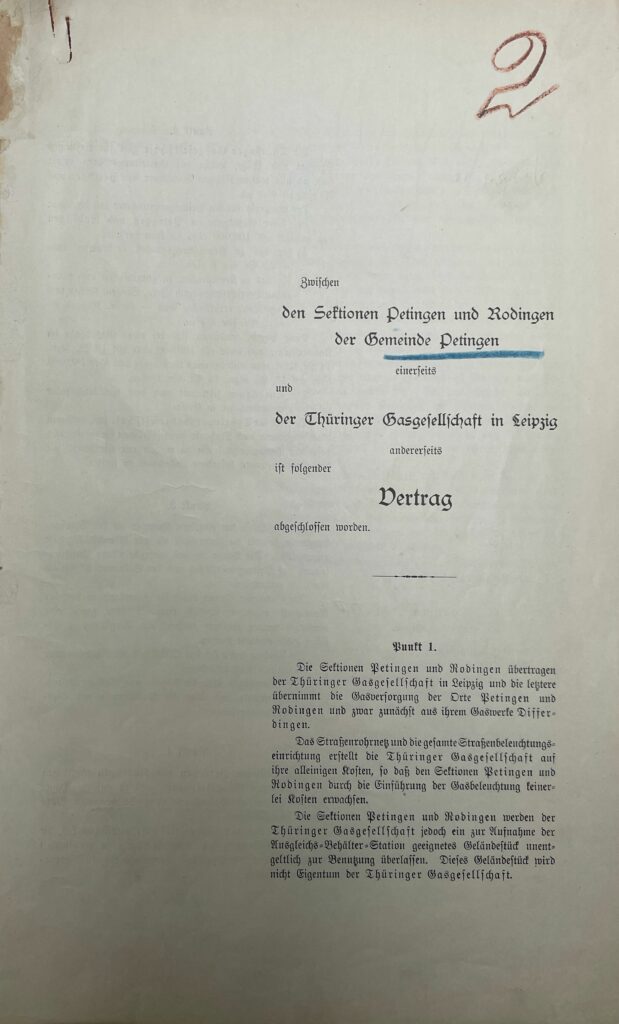 2
Zwischen
den Sektionen Petingen und Rodingen
der Gemeinde Petingen
einerseits
und
der Thüringer Gasgesellschaft in Leipzig
andererseits
ist folgender
Vertrag
abgeschlossen worden.
Punkt 1.
Die Sektionen Petingen und Rodingen übertragen
der Thüringer Gasgesellschaft in Leipzig und die letztere
übernimmt die Gasversorgung der Orte Petingen und
Rodingen und zwar zunächst aus ihrem Gaswerke Differ-
dingen.
Das Straßenrohrnetz und die gesamte Straßenbeleuchtungs-
einrichtung erstellt die Thüringer Gasgesellschaft auf
ihre alleinigen Kosten, so daß den Sektionen Petingen und
Rodingen durch die Einführung der Gasbeleuchtung keiner-
lei Kosten erwachsen.
Die Sektionen Petingen und Rodingen werden der
Thüringer Gasgesellschaft jedoch ein zur Aufnahme der
Ausgleichs-Behälter-Station geeignetes Geländestück unent-
geltlich zur Benutzung überlassen. Dieses Geländestück wird
nicht Eigentum der Thüringer Gasgesellschaft.